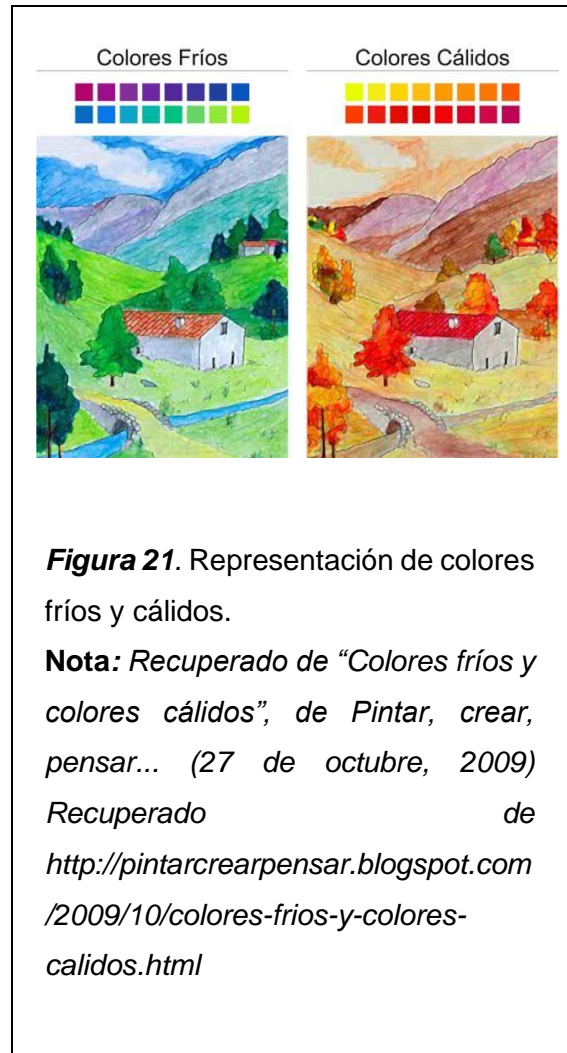 Colores Fríos
Colores Cálidos
Figura 21. Representación de colores
fríos y cálidos.
Nota: Recuperado de “Colores fríos y
colores cálidos”, de Pintar, crear,
pensar... (27 de octubre, 2009)
Recuperado de
http://pintarcrearpensar.blogspot.com
/2009/10/colores-frios-y-colores-
calidos.html